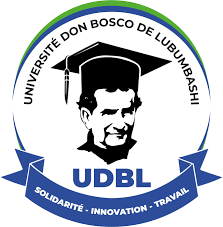 UNIVERSITÉ DON BOSCO DE LUBUMBASHI
UDBL
SOLIDARITÉ - INNOVATION - TRAVAIL